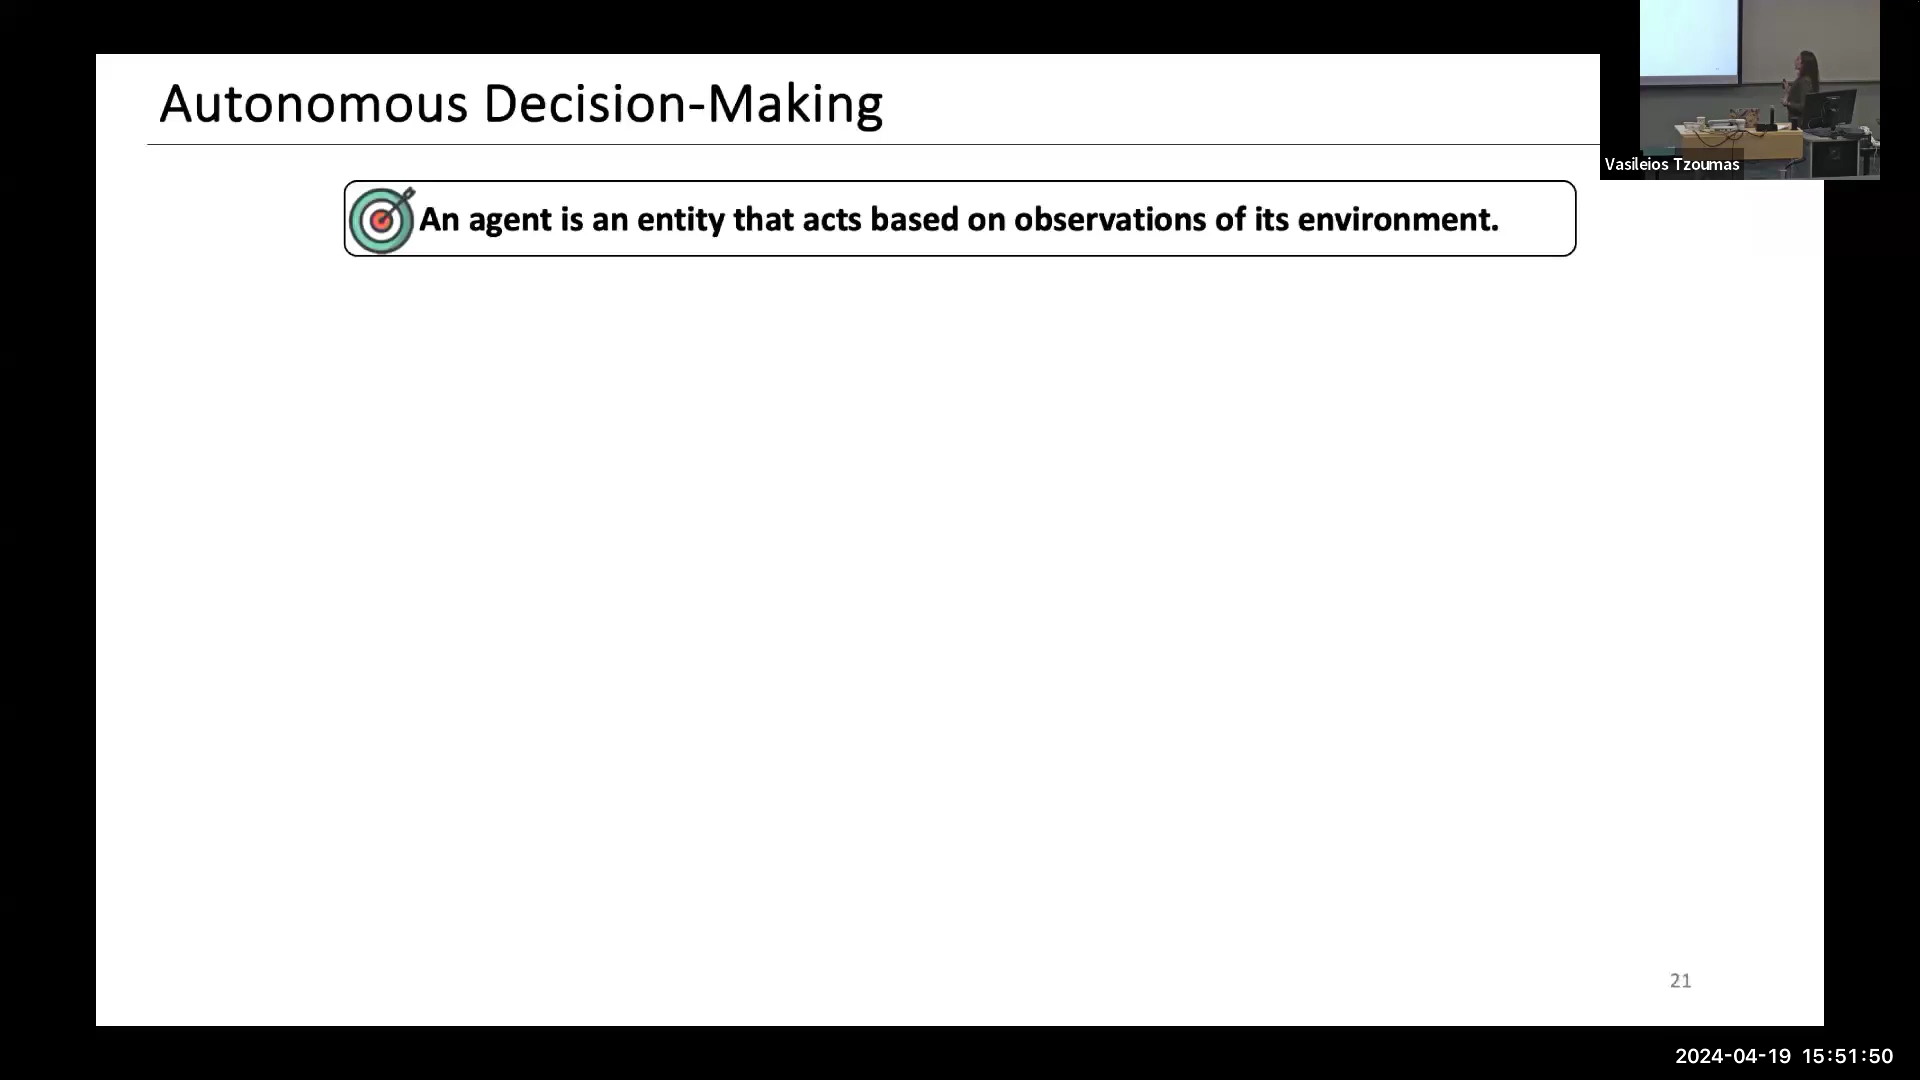 Autonomous Decision-Making
Vasileios Tzoumas
An agent is an entity that acts based on observations of its environment.
21
2024-04-19 15:51:50